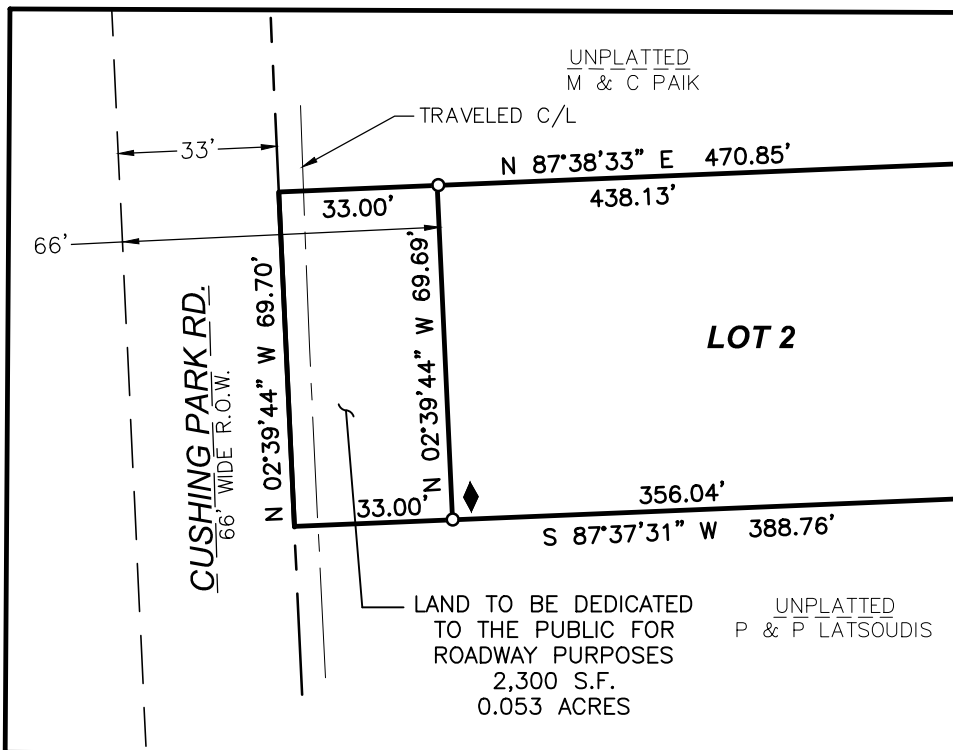 UNPLATTED
M & C PAIK
TRAVELED C/L
33'
N 87°38'33" E 470.85'
33.00'
438.13'
66'
N 02°39'44" W 69.70'
N 02°39'44" W 69.69'
LOT 2
CUSHING PARK RD.
66' WIDE R.O.W.
33.00'
356.04'
S 87°37'31" W 388.76'
LAND TO BE DEDICATED
TO THE PUBLIC FOR
ROADWAY PURPOSES
2,300 S.F.
0.053 ACRES
UNPLATTED
P & P LATSOUDIS